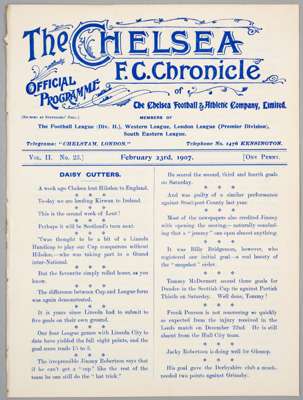 The CHELSEA
F.C. Chronicle.
OFFICIAL
PROGRAMME
of
The Chelsea Football & Athletic Company, Limited.
MEMBERS OF
The Football League (Div. II.), Western League, London League (Premier Division),
South Eastern League.
Telegrams: "CHELSTAM, LONDON."
Telephone No. 1476 KENSINGTON.
VOL. II. No. 23.]
February 23rd, 1907.
[ONE PENNY.
DAISY CUTTERS.
A week ago Chelsea lent Hilsdon to England.
To-day we are lending Kirwan to Ireland.
This is the second week of Lent!
Perhaps it will be Scotland's turn next.
'Twas thought to be a bit of a Lincoln
Handicap to play our Cup conquerors without
Hilsdon,—who was taking part in a Grand
inter-National.
But the favourite simply rolled home, as you
know.
The difference between Cup and League form
was again demonstrated.
It is years since Lincoln had to submit to
five goals on their own ground.
Our four League games with Lincoln City to
date have yielded the full eight points, and the
goal score reads 15 to 3.
The irrepressible Jimmy Robertson says that
if he can't get a "cap" like the rest of the
team he can still do the "hat trick."
He scored the second, third and fourth goals
on Saturday.
And was guilty of a similar performance
against Stockport County last year.
Most of the newspapers also credited Jimmy
with opening the scoring—naturally conclud-
ing that a "jemmy" can open almost anything.
It was Billy Bridgeman, however, who
registered our initial goal—a real beauty of
the "snapshot" order.
Tommy McDermott scored three goals for
Dundee in the Scottish Cup tie against Partick
Thistle on Saturday. Well done, Tommy!
Frank Pearson is not recovering so quickly
as expected from the injury received in the
Leeds match on December 22nd. He is still
absent from the Hull City team.
Jacky Robertson is doing well for Glossop.
His goal gave the Derbyshire club a much-
needed two points against Grimsby.